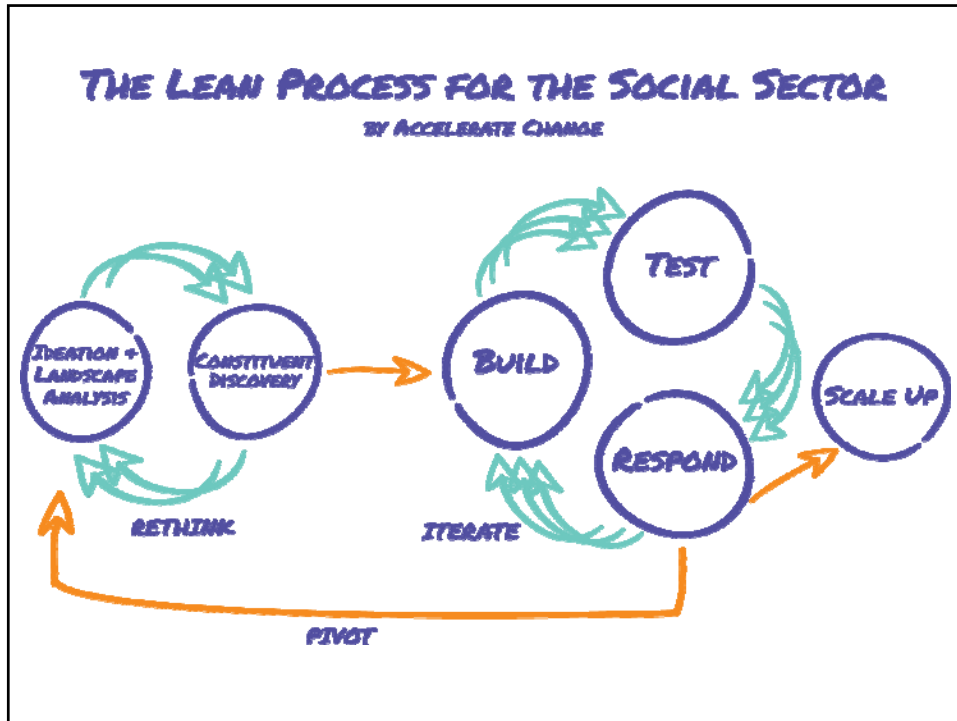 THE LEAN PROCESS FOR THE SOCIAL SECTOR
BY ACCELERATE CHANGE
IDEATION +
LANDSCAPE
ANALYSIS
CONSTITUENT
DISCOVERY
RETHINK
BUILD
TEST
RESPOND
ITERATE
SCALE UP
PIVOT